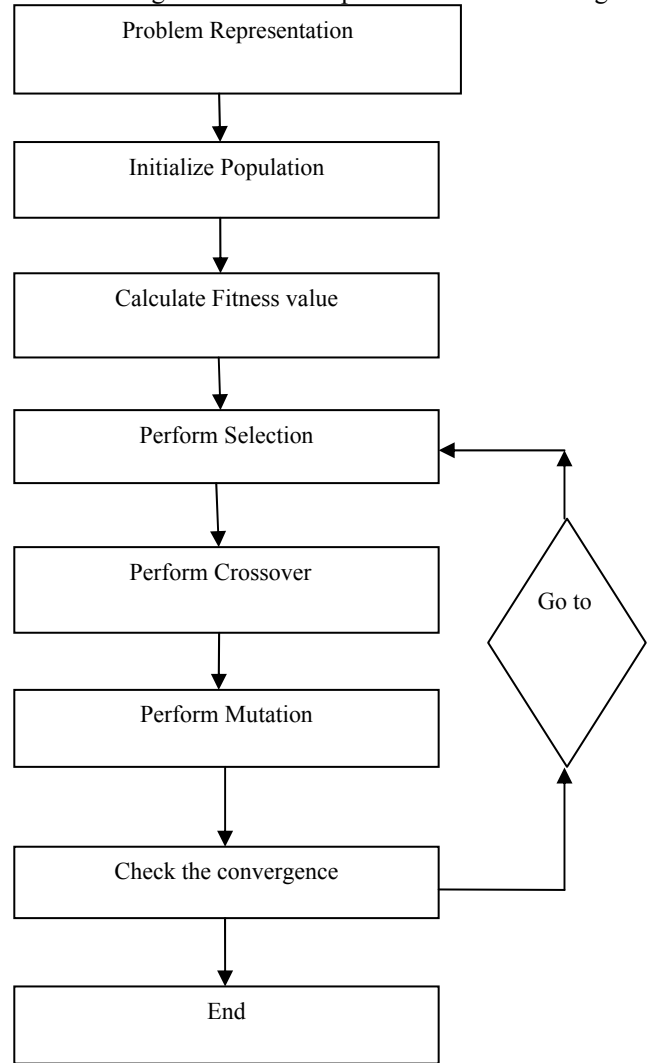 Problem Representation
Initialize Population
Calculate Fitness value
Perform Selection
Perform Crossover
Go to
Perform Mutation
Check the convergence
End